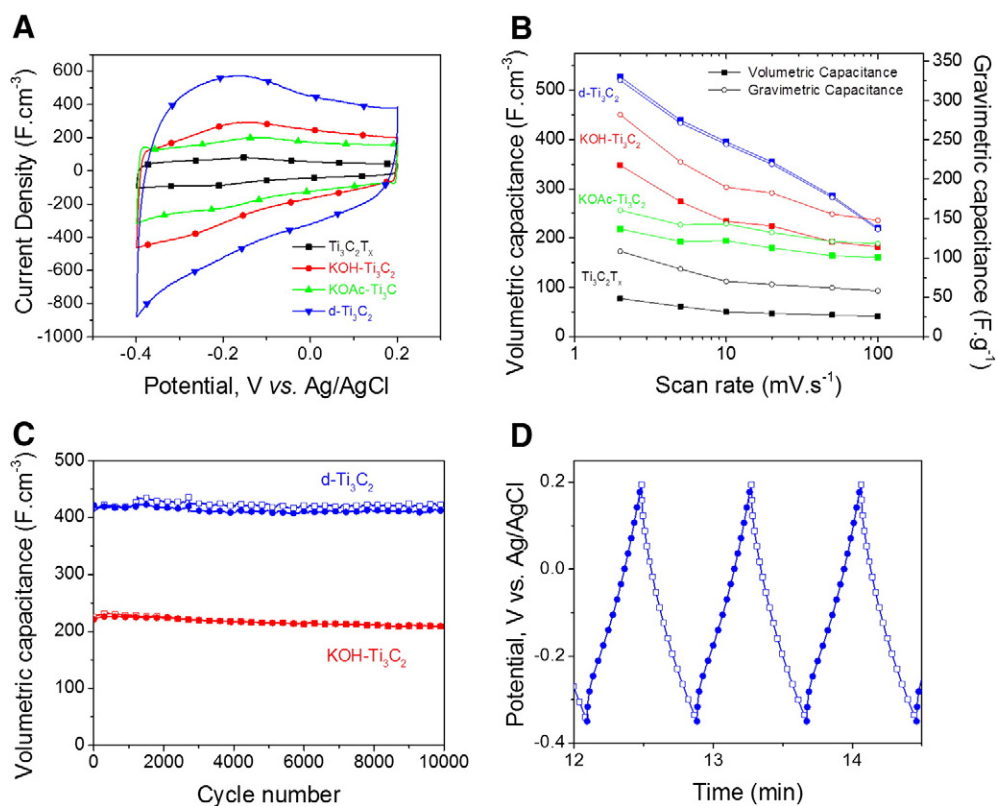 A
Current Density (F.cm⁻³)
600
400
200
0
-200
-400
-600
-800
-1000
-0.4
-0.2
0.0
0.2
Potential, V vs. Ag/AgCl
Ti₃C₂Tₓ
KOH-Ti₃C₂
KOAc-Ti₃C
d-Ti₃C₂
B
Volumetric capacitance (F.cm⁻³)
500
450
400
350
300
250
200
150
100
50
0
Gravimetric capacitance (F.g⁻¹)
350
300
250
200
150
100
50
0
1
10
100
Scan rate (mV.s⁻¹)
Volumetric Capacitance
Gravimetric Capacitance
d-Ti₃C₂
KOH-Ti₃C₂
KOAc-Ti₃C₂
Ti₃C₂Tₓ
C
Volumetric capacitance (F.cm⁻³)
500
400
300
200
100
0
0
2000
4000
6000
8000
10000
Cycle number
d-Ti₃C₂
KOH-Ti₃C₂
D
Potential, V vs. Ag/AgCl
0.2
0.0
-0.2
-0.4
12
13
14
Time (min)